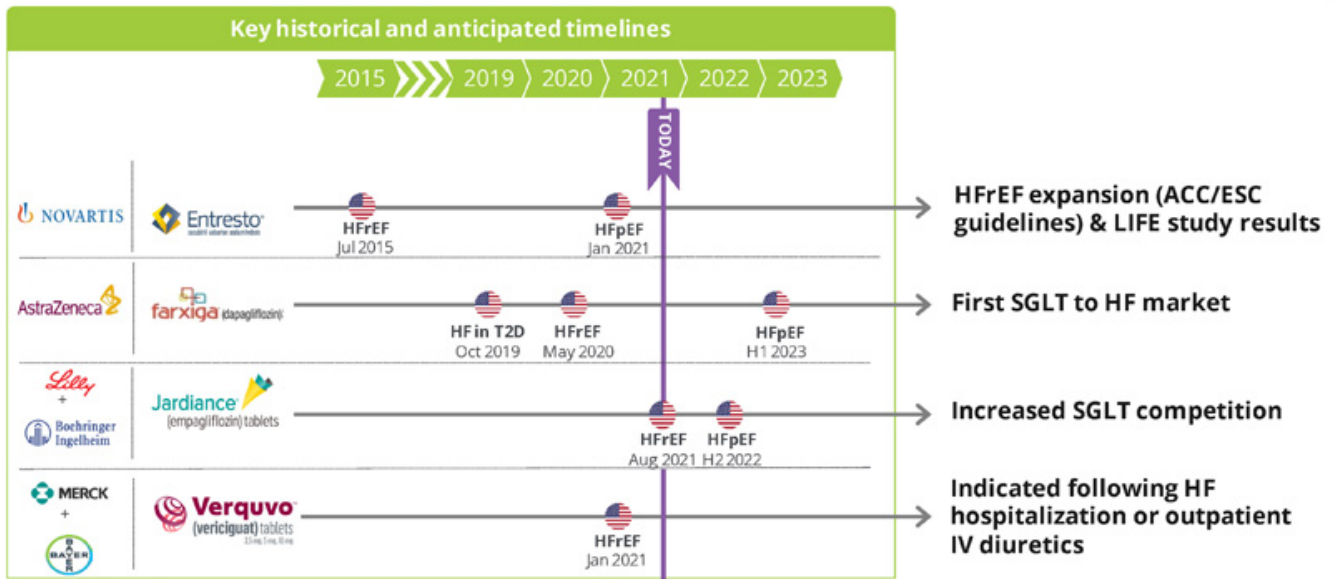 Key historical and anticipated timelines
2015 2019 2020 2021 2022 2023
TODAY
NOVARTIS
Entresto
HFrEF
Jul 2015
HFpEF
Jan 2021
HFrEF expansion (ACC/ESC
guidelines) & LIFE study results
AstraZeneca
farxiga (dapagliflozin)
HF in T2D
Oct 2019
HFrEF
May 2020
HFpEF
H1 2023
First SGLT to HF market
Lilly
+
Boehringer
Ingelheim
Jardiance
(empagliflozin) tablets
HFrEF
Aug 2021
HFpEF
H2 2022
Increased SGLT competition
MERCK
+
BAYER
BAYER
Verquvo
(vericiguat) tablets
HFrEF
Jan 2021
Indicated following HF
hospitalization or outpatient
IV diuretics